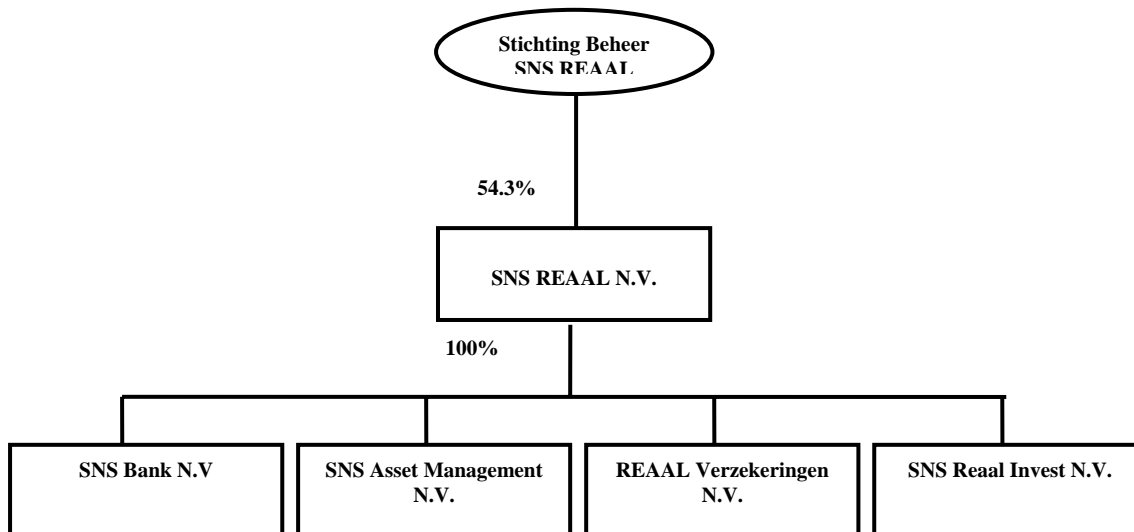 Stichting Beheer
SNS REAAL
54.3%
SNS REAAL N.V.
100%
SNS Bank N.V
SNS Asset Management
N.V.
REAAL Verzekeringen
N.V.
SNS Reaal Invest N.V.